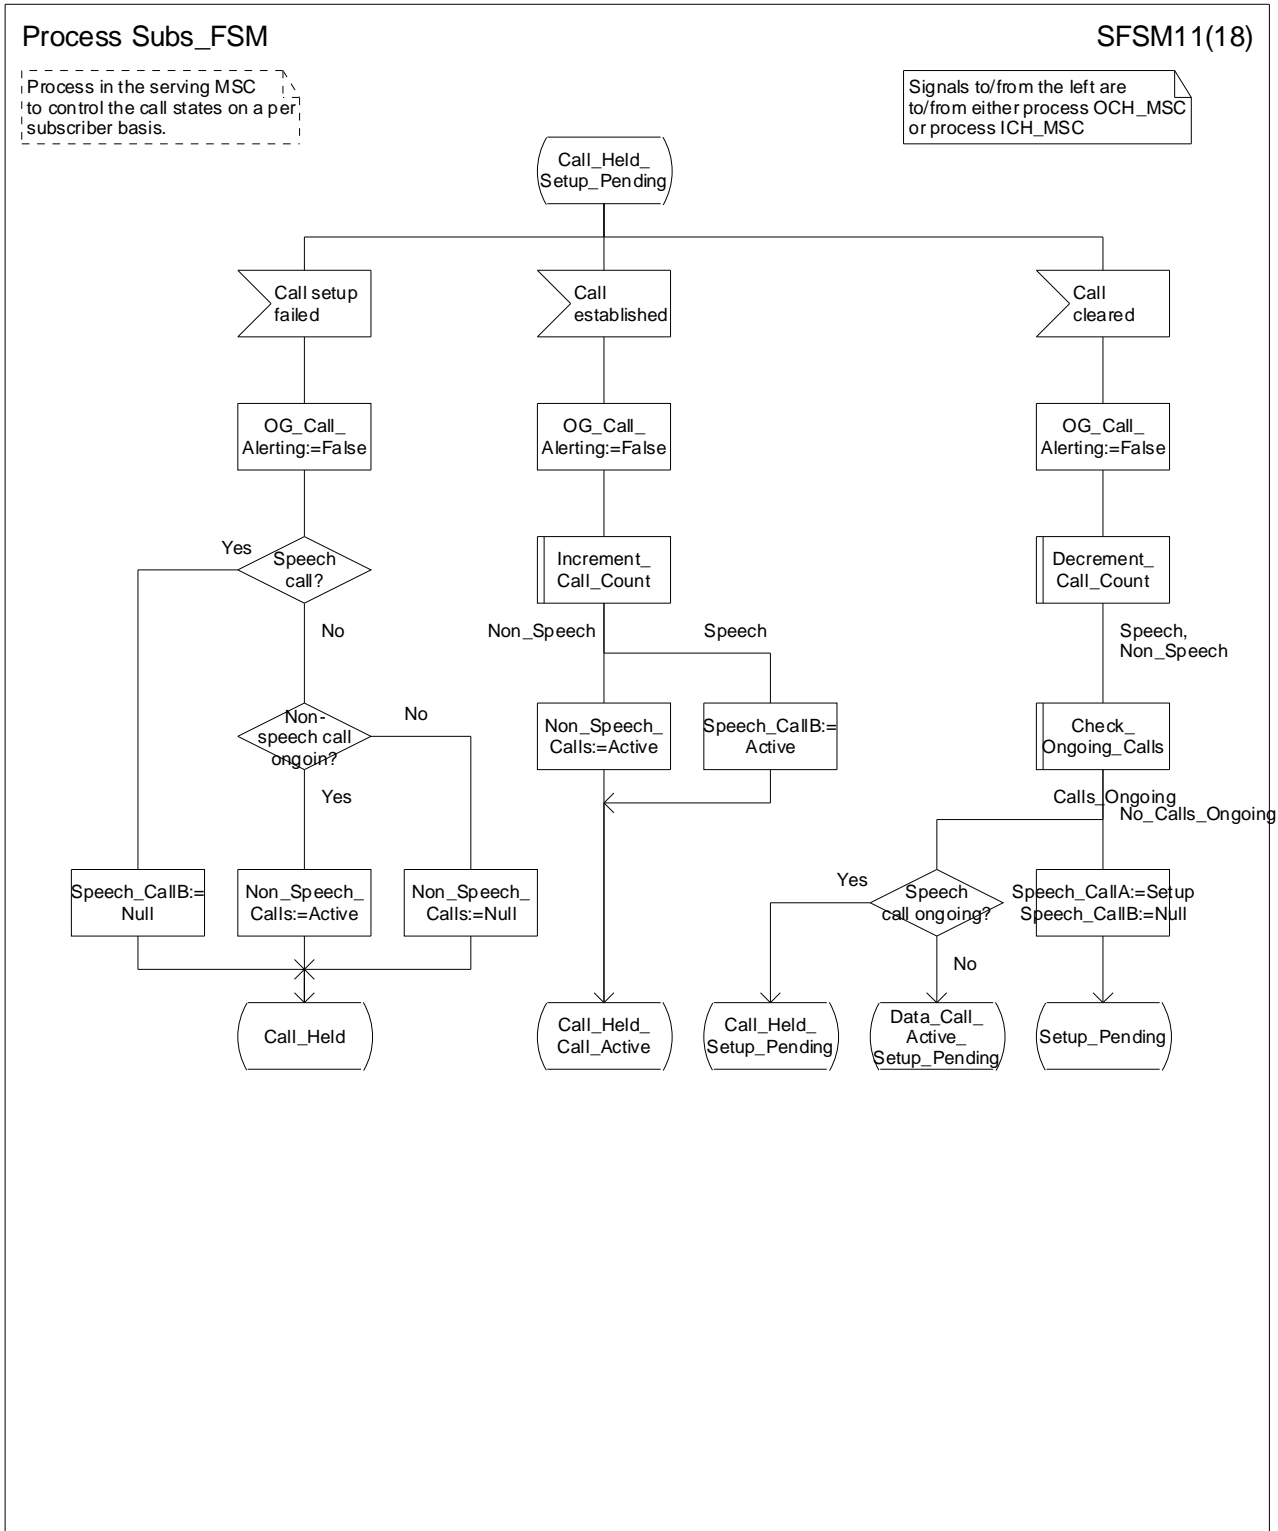 Process Subs_FSM
SFSM11(18)
Process in the serving MSC
to control the call states on a per
subscriber basis.
Signals to/from the left are
to/from either process OCH_MSC
or process ICH_MSC
Call_Held_
Setup_Pending
Call setup
failed
Call
established
Call
cleared
OG_Call_
Alerting:=False
OG_Call_
Alerting:=False
OG_Call_
Alerting:=False
Yes
Speech
call?
No
Increment_
Call_Count
Decrement_
Call_Count
Non_Speech
Speech
Speech,
Non_Speech
Non-
speech call
ongoin?
No
Yes
Non_Speech_
Calls:=Active
Speech_CallB:=
Active
Check_
Ongoing_Calls
Calls_Ongoing
No_Calls_Ongoing
Speech_CallB:=
Null
Non_Speech_
Calls:=Active
Non_Speech_
Calls:=Null
Yes
Speech
call ongoing?
No
Speech_CallA:=Setup
Speech_CallB:=Null
Call_Held
Call_Held_
Call_Active
Call_Held_
Setup_Pending
Data_Call_
Active_
Setup_Pending
Setup_Pending